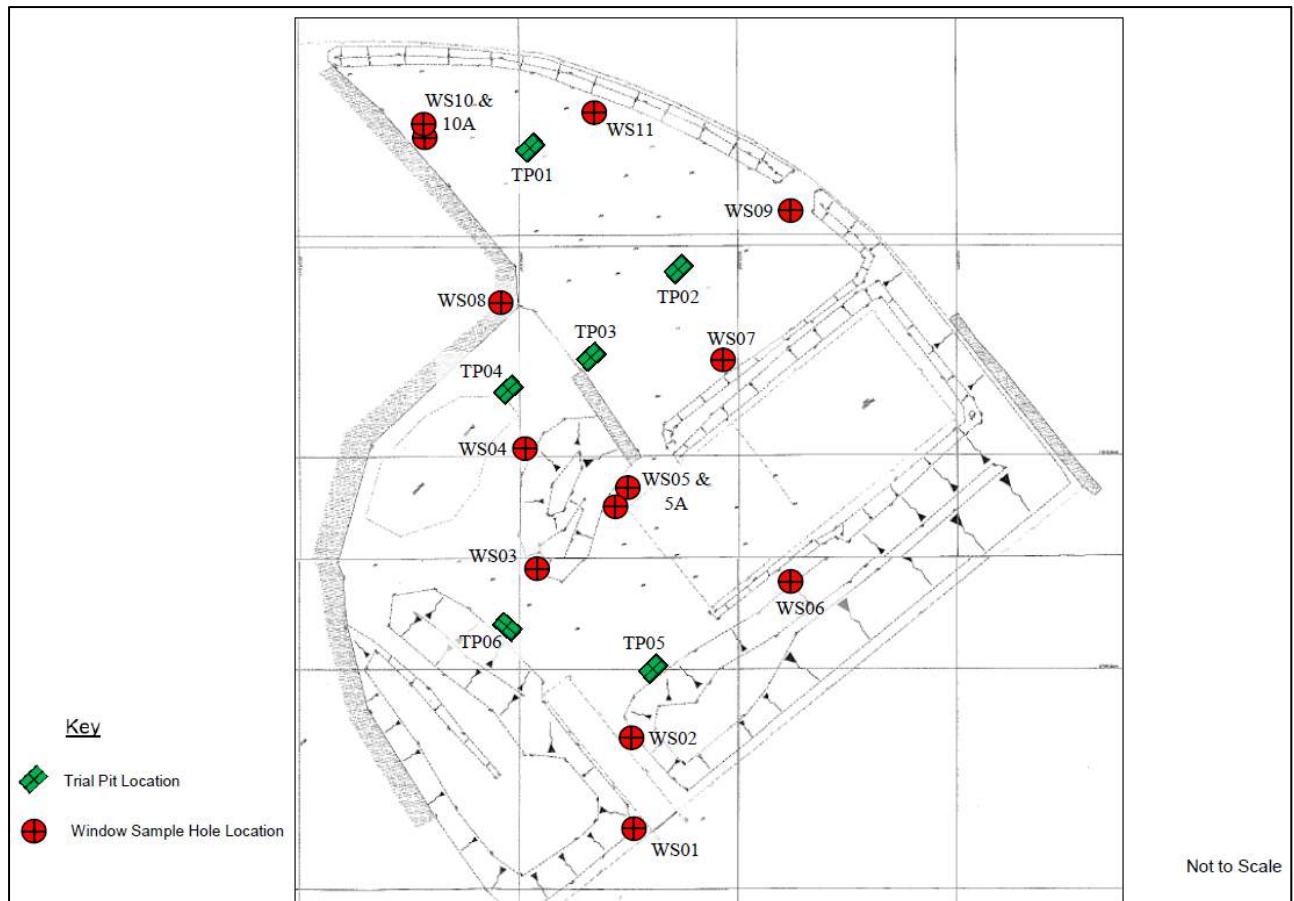 WS10 &
10A
WS11
TP01
WS09
TP02
WS08
TP03
WS07
TP04
WS04
WS05 &
5A
WS03
WS06
TP06
TP05
Key
WS02
Trial Pit Location
Window Sample Hole Location
WS01
Not to Scale